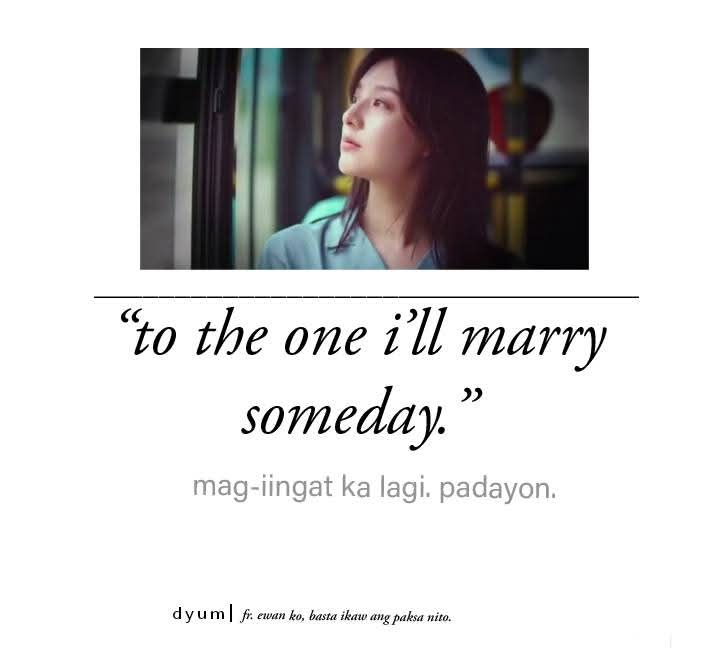 “to the one i’ll marry
someday.”
mag-iingat ka lagi. padayon.
dyum| fr. ewan ko, basta ikaw ang paksa nito.